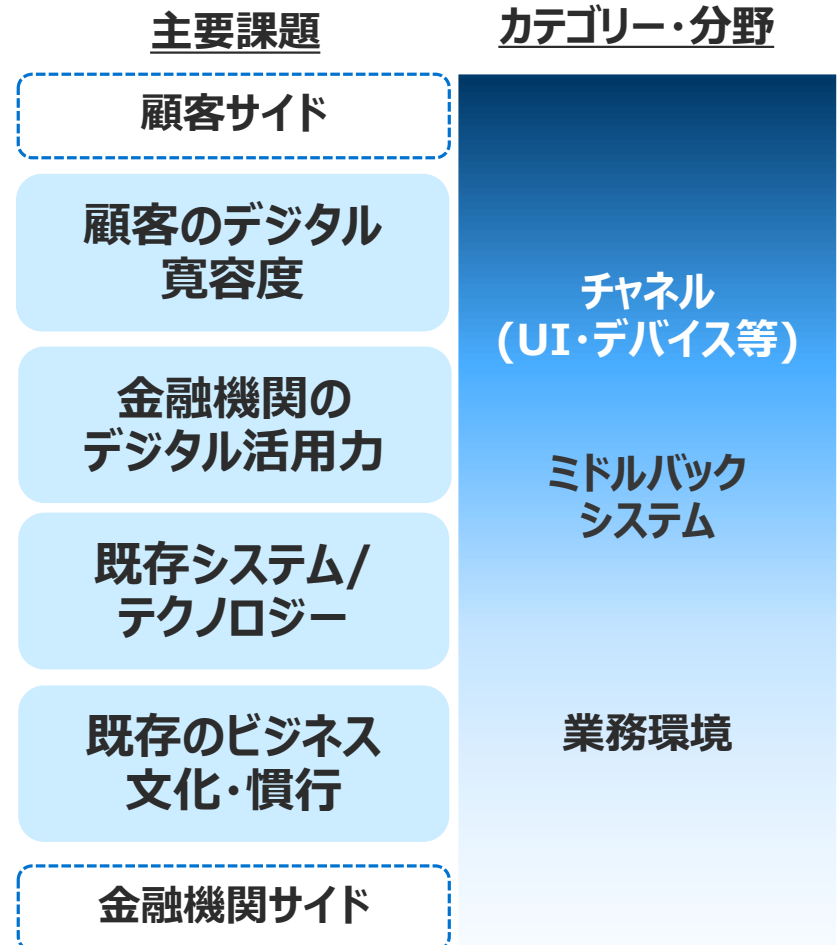 主要課題
カテゴリー・分野
顧客サイド
顧客のデジタル
寛容度
金融機関の
デジタル活用力
既存システム/
テクノロジー
既存のビジネス
文化・慣行
金融機関サイド
チャネル
(UI・デバイス等)
ミドルバック
システム
業務環境